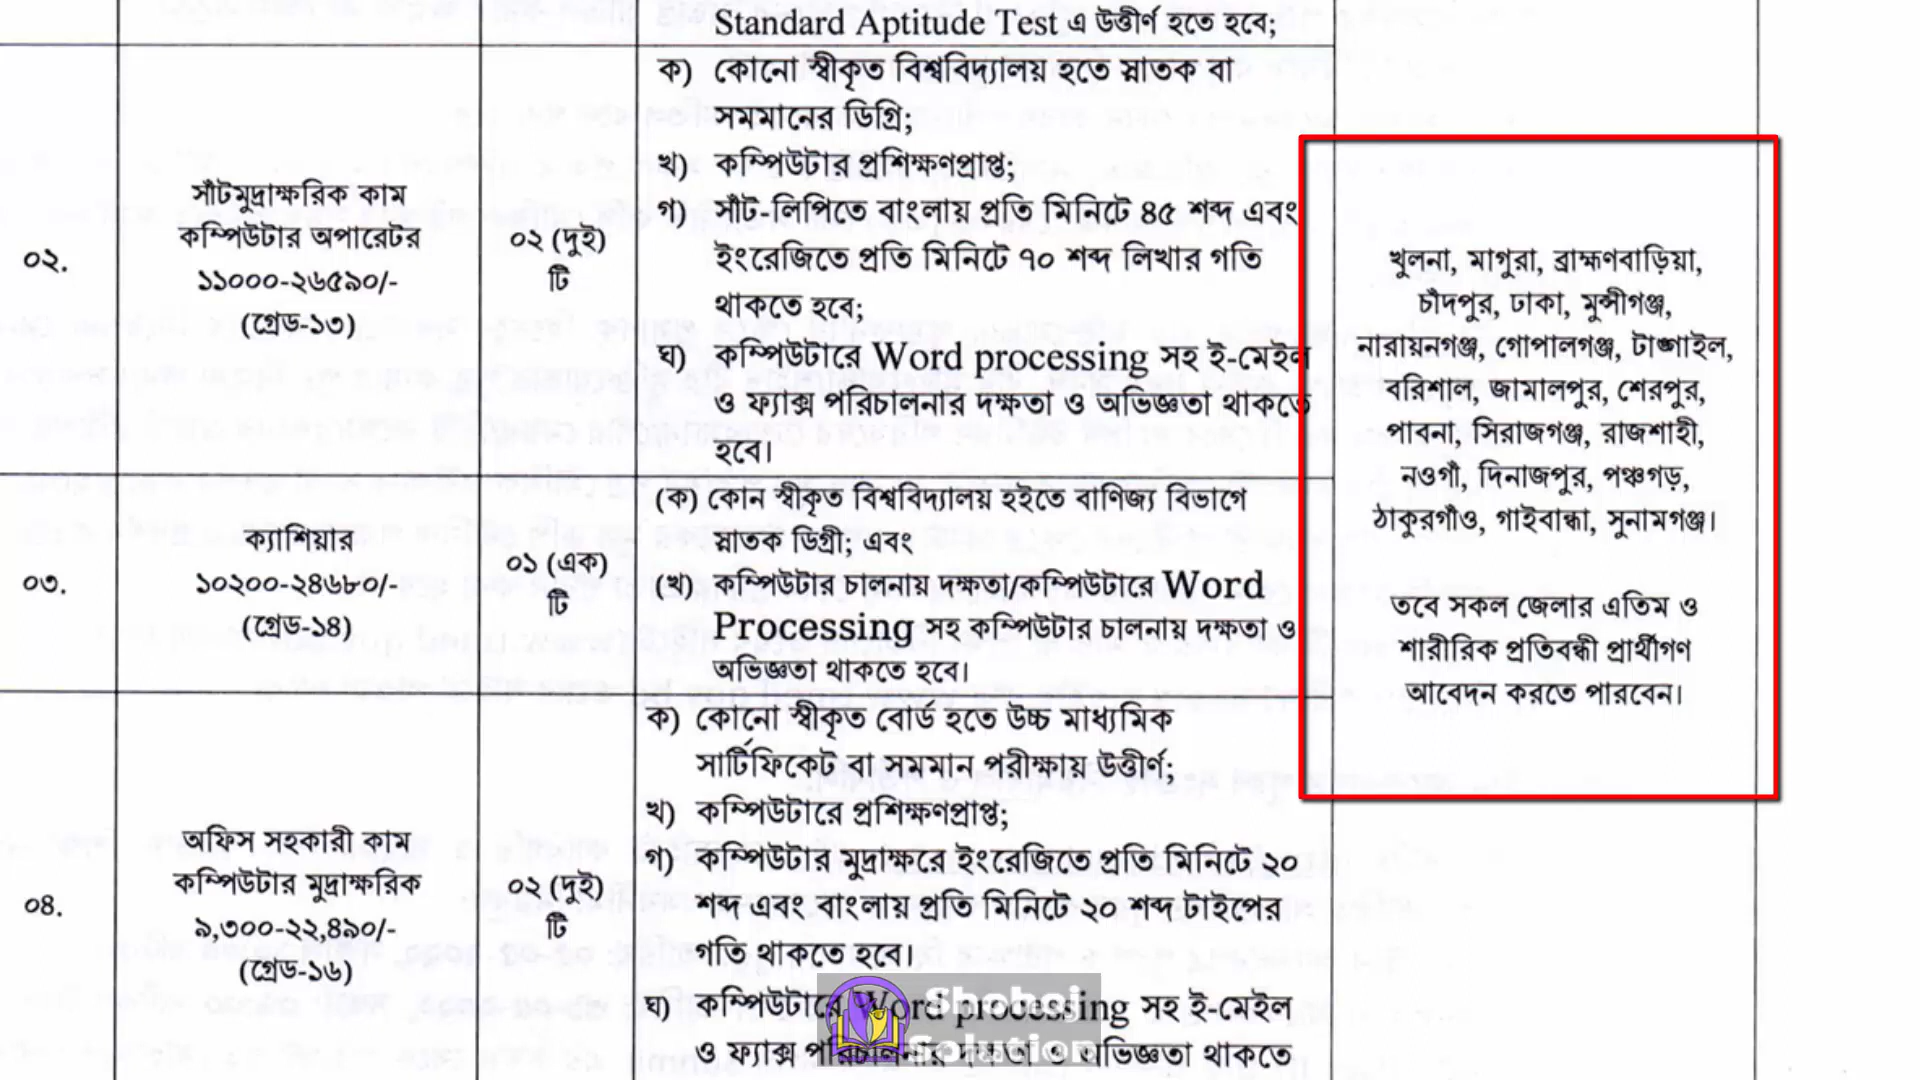 Standard Aptitude Test এ উত্তীর্ণ হতে হবে;
০২.
সাঁটমুদ্রাক্ষরিক কাম
কম্পিউটার অপারেটর
১১০০০-২৬৫৯০/-
(গ্রেড-১৩)
০২ (দুই)
টি
ক) কোনো স্বীকৃত বিশ্ববিদ্যালয় হতে স্নাতক বা
সমমানের ডিগ্রি;
খ) কম্পিউটার প্রশিক্ষণপ্রাপ্ত;
গ) সাঁট-লিপিতে বাংলায় প্রতি মিনিটে ৪৫ শব্দ এবং
ইংরেজিতে প্রতি মিনিটে ৭০ শব্দ লিখার গতি
থাকতে হবে;
ঘ) কম্পিউটারে Word processing সহ ই-মেইল
ও ফ্যাক্স পরিচালনার দক্ষতা ও অভিজ্ঞতা থাকতে
হবে।
০৩.
ক্যাশিয়ার
১০২০০-২৪৬৮০/-
(গ্রেড-১৪)
০১ (এক)
টি
(ক) কোন স্বীকৃত বিশ্ববিদ্যালয় হইতে বাণিজ্য বিভাগে
স্নাতক ডিগ্রী; এবং
(খ) কম্পিউটার চালনায় দক্ষতা/কম্পিউটারে Word
Processing সহ কম্পিউটার চালনায় দক্ষতা ও
অভিজ্ঞতা থাকতে হবে।
০৪.
অফিস সহকারী কাম
কম্পিউটার মুদ্রাক্ষরিক
৯,৩০০-২২,৪৯০/-
(গ্রেড-১৬)
০২ (দুই)
টি
ক) কোনো স্বীকৃত বোর্ড হতে উচ্চ মাধ্যমিক
সার্টিফিকেট বা সমমান পরীক্ষায় উত্তীর্ণ;
খ) কম্পিউটারে প্রশিক্ষণপ্রাপ্ত;
গ) কম্পিউটার মুদ্রাক্ষরে ইংরেজিতে প্রতি মিনিটে ২০
শব্দ এবং বাংলায় প্রতি মিনিটে ২০ শব্দ টাইপের
গতি থাকতে হবে।
ঘ) কম্পিউটারে Word processing সহ ই-মেইল
ও ফ্যাক্স পরিচালনার দক্ষতা ও অভিজ্ঞতা থাকতে
খুলনা, মাগুরা, ব্রাহ্মণবাড়িয়া,
চাঁদপুর, ঢাকা, মুন্সীগঞ্জ,
নারায়নগঞ্জ, গোপালগঞ্জ, টাঙ্গাইল,
বরিশাল, জামালপুর, শেরপুর,
পাবনা, সিরাজগঞ্জ, রাজশাহী,
নওগাঁ, দিনাজপুর, পঞ্চগড়,
ঠাকুরগাঁও, গাইবান্ধা, সুনামগঞ্জ।
তবে সকল জেলার এতিম ও
শারীরিক প্রতিবন্ধী প্রার্থীগণ
আবেদন করতে পারবেন।
Shohoj
Solution